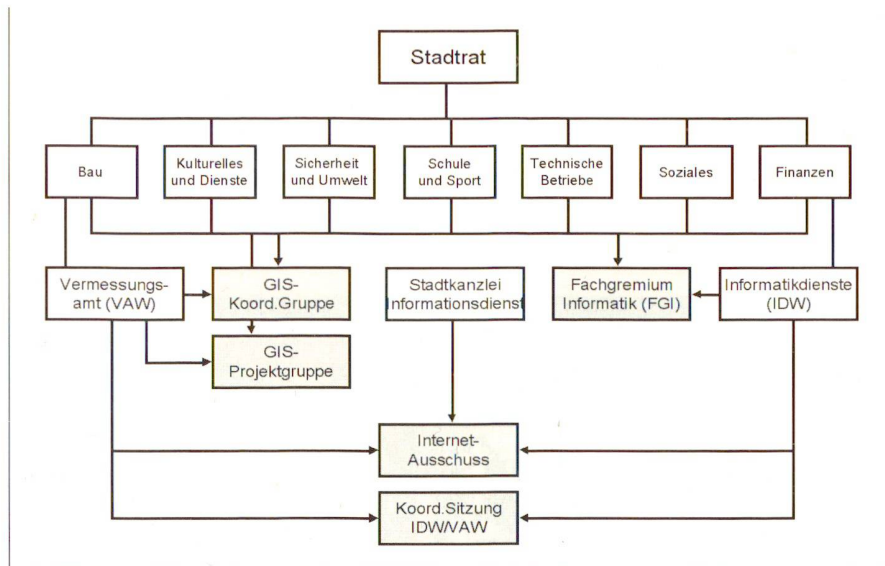 Stadtrat
Bau
Kulturelles
und Dienste
Sicherheit
und Umwelt
Schule
und Sport
Technische
Betriebe
Soziales
Finanzen
Vermessungs-
amt (VAW)
GIS-
Koord.Gruppe
Stadtkanzlei
Informationsdienst
Fachgremium
Informatik (FGI)
Informatikdienste
(IDW)
GIS-
Projektgruppe
Internet-
Ausschuss
Koord.Sitzung
IDW/VAW